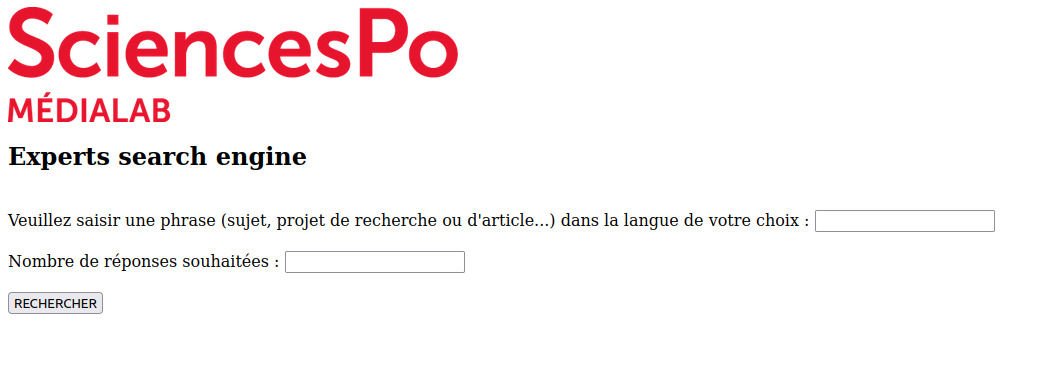 SciencesPo
MÉDIALAB
Experts search engine
Veuillez saisir une phrase (sujet, projet de recherche ou d'article...) dans la langue de votre choix :
Nombre de réponses souhaitées :
RECHERCHER